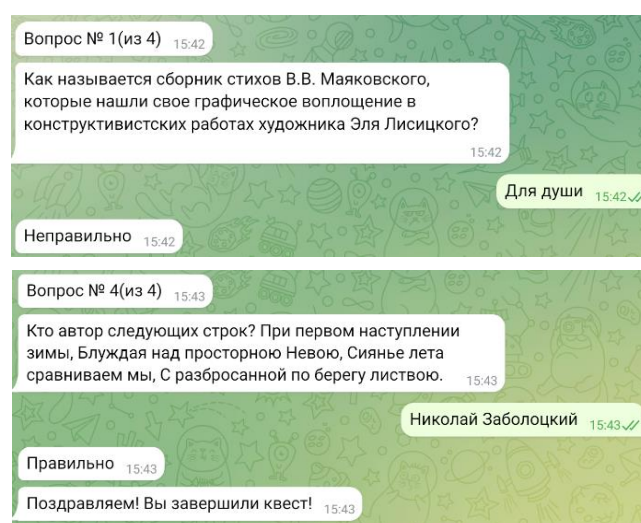 Вопрос № 1(из 4) 15:42
Как называется сборник стихов В.В. Маяковского,
которые нашли свое графическое воплощение в
конструктивистских работах художника Эля Лисицкого?
15:42
Для души 15:42
Неправильно 15:42
Вопрос № 4(из 4) 15:43
Кто автор следующих строк? При первом наступлении
зимы, Блуждая над просторною Невою, Сиянье лета
сравниваем мы, С разбросанной по берегу листвою. 15:43
Николай Заболоцкий 15:43
Правильно 15:43
Поздравляем! Вы завершили квест! 15:43